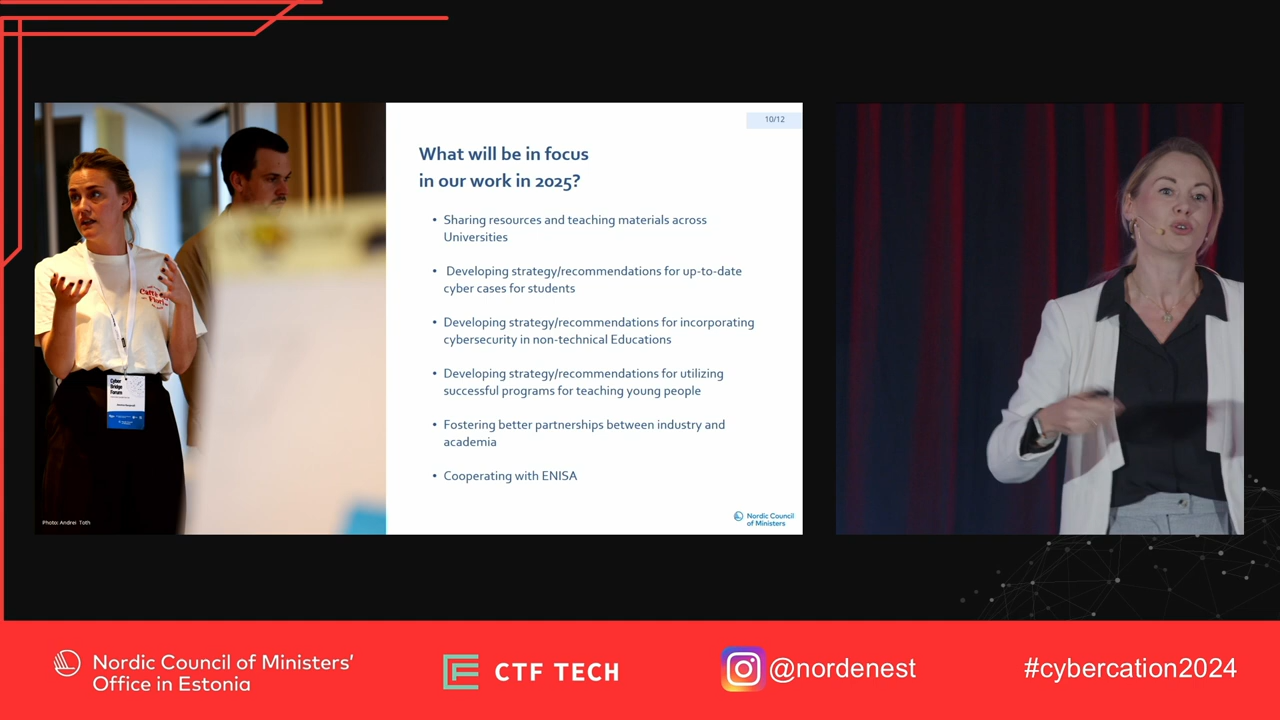 10/12
What will be in focus
in our work in 2025?
• Sharing resources and teaching materials across
Universities
• Developing strategy/recommendations for up-to-date
cyber cases for students
• Developing strategy/recommendations for incorporating
cybersecurity in non-technical Educations
• Developing strategy/recommendations for utilizing
successful programs for teaching young people
• Fostering better partnerships between industry and
academia
• Cooperating with ENISA
Nordic Council
of Ministers
Cyber
Bridge
Forum
Photo: Andrei Toth
Nordic Council of Ministers'
Office in Estonia
CTF TECH
@nordenest
#cybercation2024